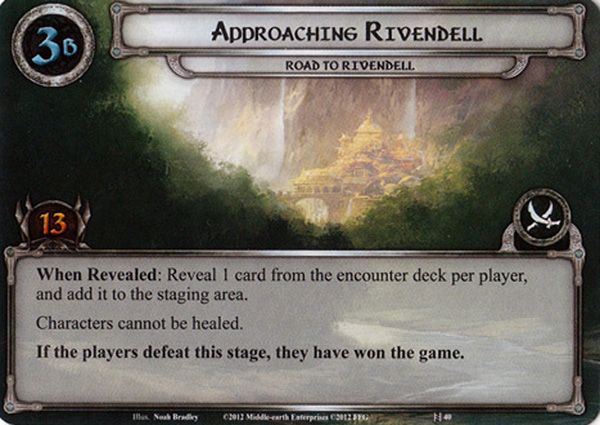 3B
APPROACHING RIVENDELL
ROAD TO RIVENDELL
13
When Revealed: Reveal 1 card from the encounter deck per player,
and add it to the staging area.
Characters cannot be healed.
If the players defeat this stage, they have won the game.
Illus. Noah Bradley ©2012 Middle-earth Enterprises ©2012 FFG 40